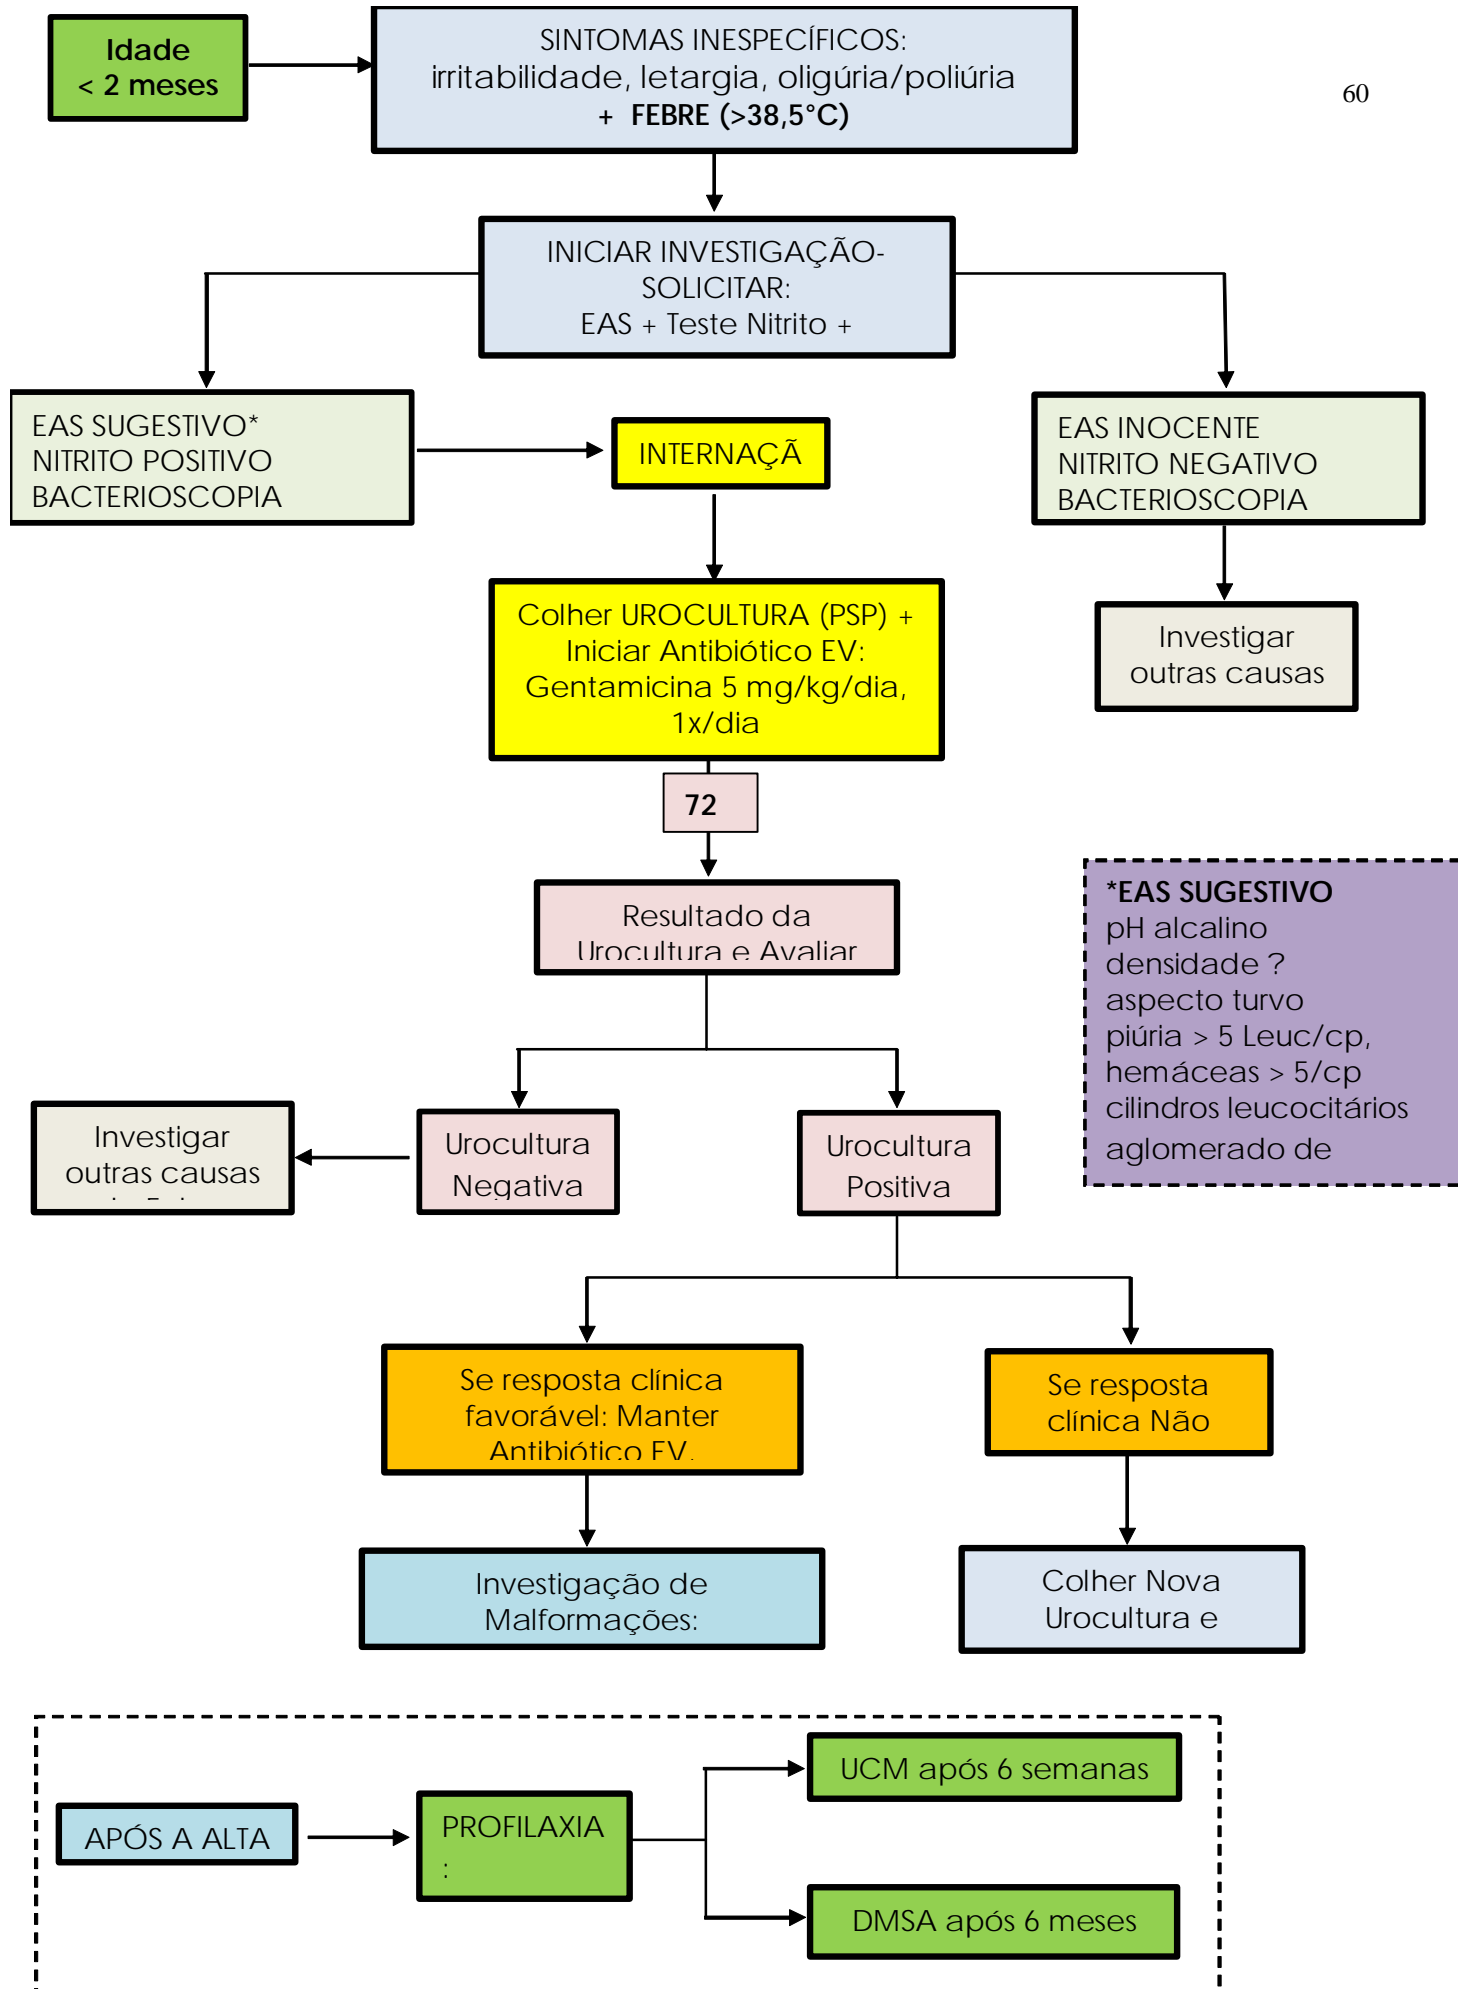 Idade
< 2 meses
SINTOMAS INESPECÍFICOS:
irritabilidade, letargia, oligúria/poliúria
+ FEBRE (>38,5°C)
60
INICIAR INVESTIGAÇÃO-
SOLICITAR:
EAS + Teste Nitrito +
EAS SUGESTIVO*
NITRITO POSITIVO
BACTERIOSCOPIA
INTERNAÇÃ
EAS INOCENTE
NITRITO NEGATIVO
BACTERIOSCOPIA
Colher UROCULTURA (PSP) +
Iniciar Antibiótico EV:
Gentamicina 5 mg/kg/dia,
1x/dia
Investigar
outras causas
72
Resultado da
Urocultura e Avaliar
*EAS SUGESTIVO
pH alcalino
densidade ?
aspecto turvo
piúria > 5 Leuc/cp,
hemáceas > 5/cp
cilindros leucocitários
aglomerado de
Investigar
outras causas
Urocultura
Negativa
Urocultura
Positiva
Se resposta clínica
favorável: Manter
Antibiótico EV.
Se resposta
clínica Não
Investigação de
Malformações:
Colher Nova
Urocultura e
APÓS A ALTA
PROFILAXIA
:
UCM após 6 semanas
DMSA após 6 meses